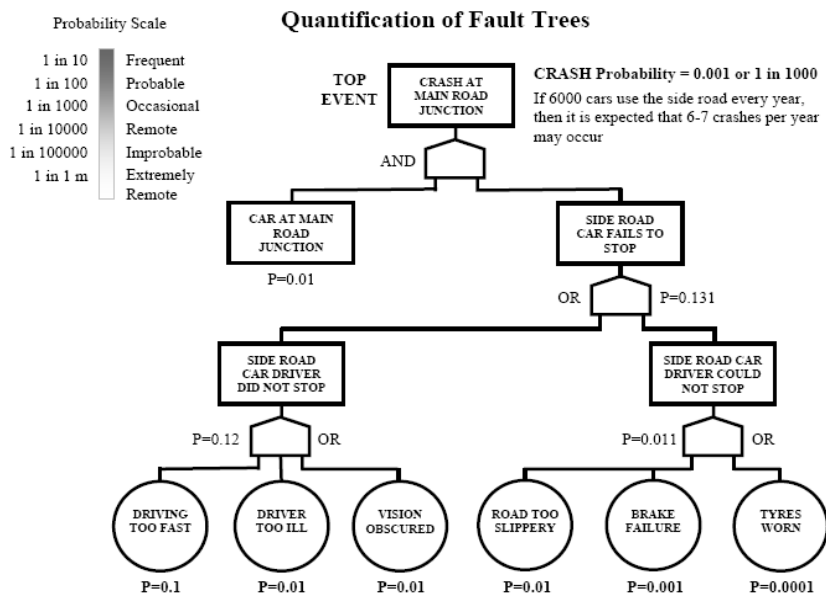 Quantification of Fault Trees
Probability Scale
1 in 10 Frequent
1 in 100 Probable
1 in 1000 Occasional
1 in 10000 Remote
1 in 100000 Improbable
1 in 1 m Extremely
Remote
TOP
EVENT
CRASH AT
MAIN ROAD
JUNCTION
CRASH Probability = 0.001 or 1 in 1000
If 6000 cars use the side road every year,
then it is expected that 6-7 crashes per year
may occur
AND
CAR AT MAIN
ROAD
JUNCTION
P=0.01
SIDE ROAD
CAR FAILS TO
STOP
OR
P=0.131
SIDE ROAD
CAR DRIVER
DID NOT STOP
P=0.12
OR
SIDE ROAD CAR
DRIVER COULD
NOT STOP
P=0.011
OR
DRIVING
TOO FAST
P=0.1
DRIVER
TOO ILL
P=0.01
VISION
OBSCURED
P=0.01
ROAD TOO
SLIPPERY
P=0.01
BRAKE
FAILURE
P=0.001
TYRES
WORN
P=0.0001